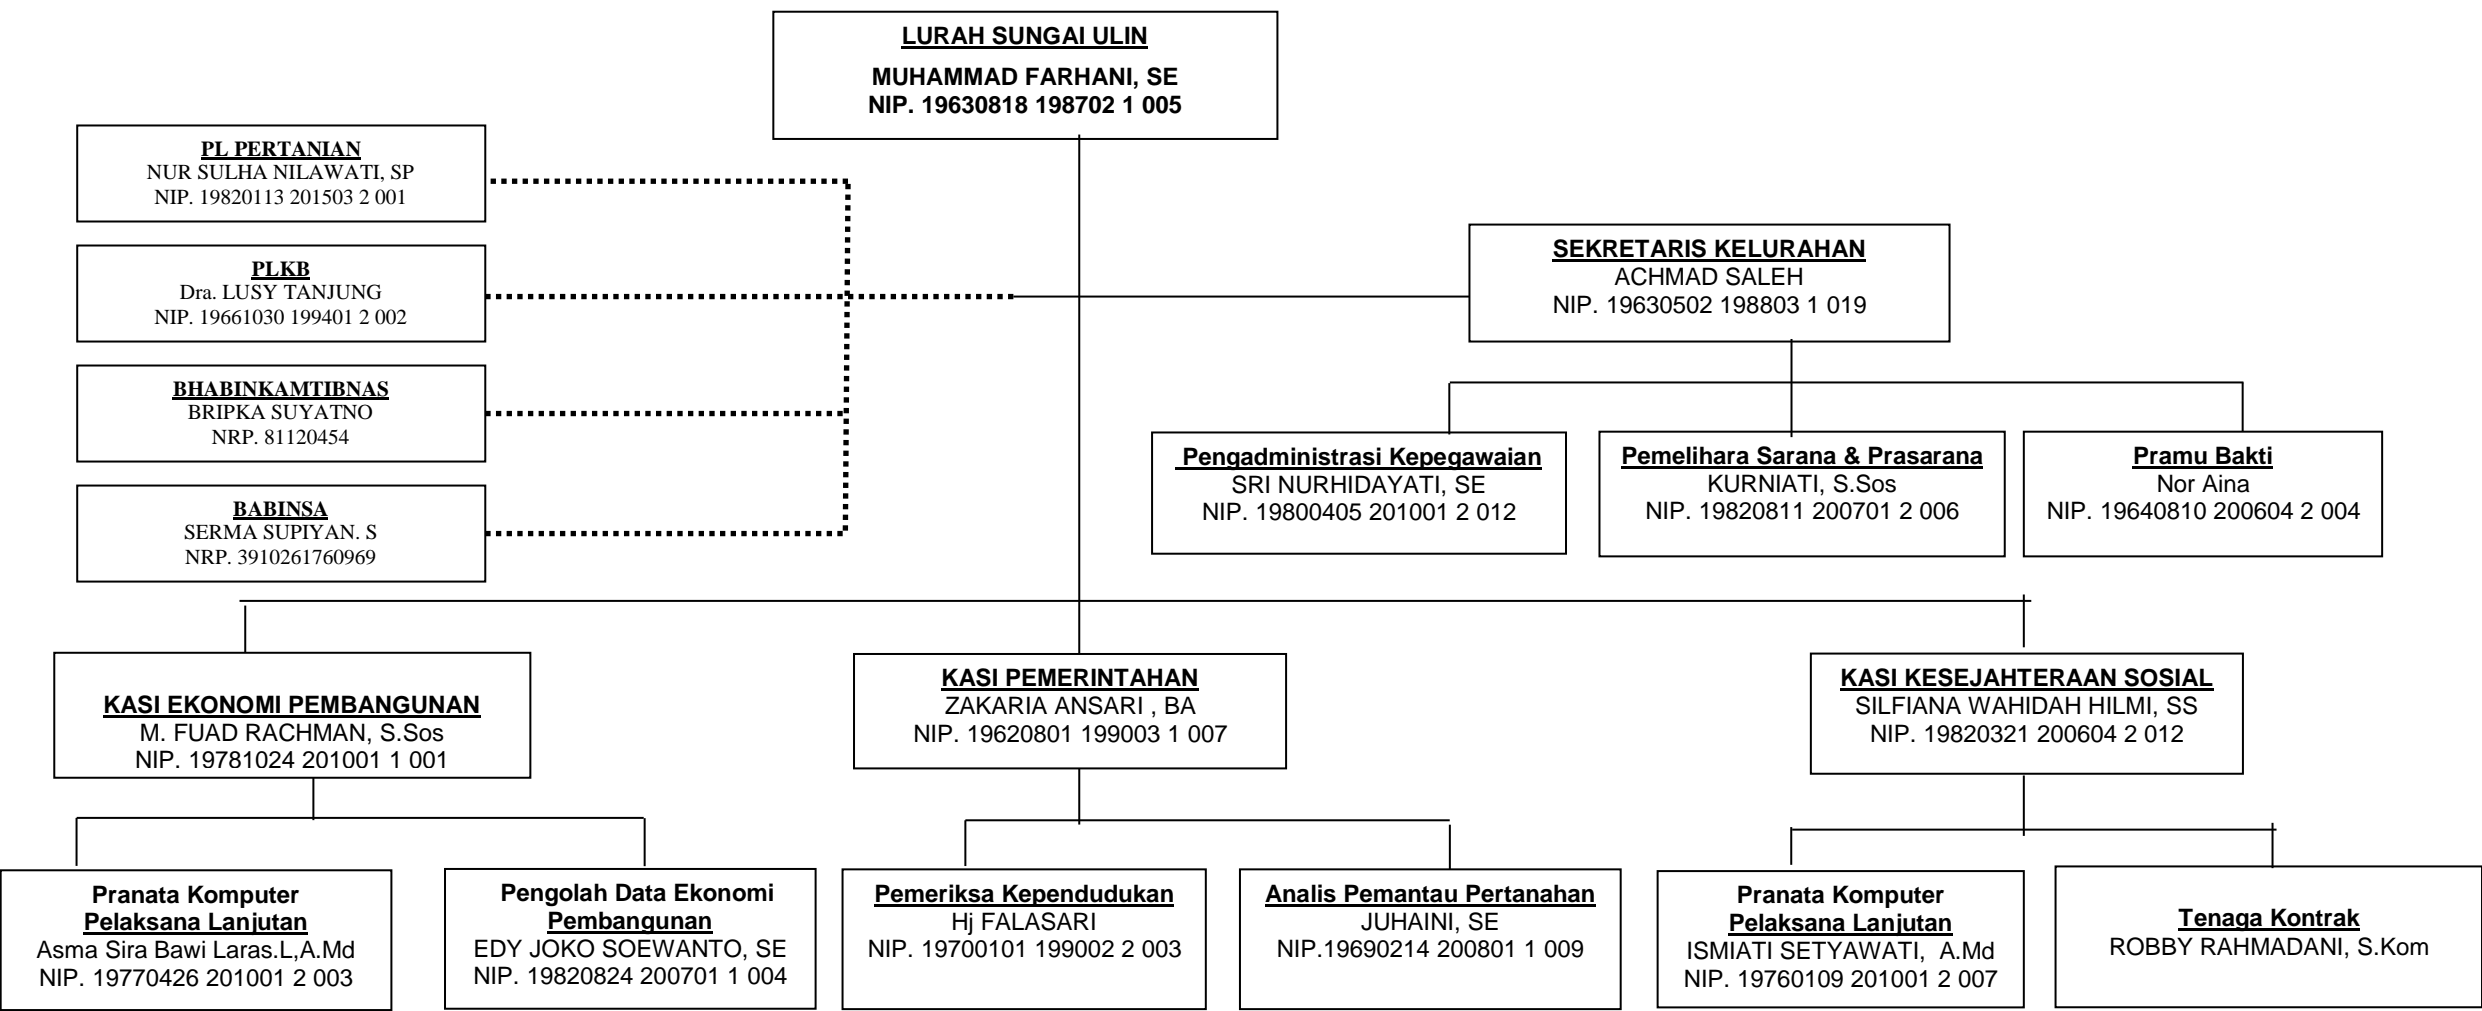 LURAH SUNGAI ULIN
MUHAMMAD FARHANI, SE
NIP. 19630818 198702 1 005
PL PERTANIAN
NUR SULHA NILAWATI, SP
NIP. 19820113 201503 2 001
PLKB
Dra. LUSY TANJUNG
NIP. 19661030 199401 2 002
BHABINKAMTIBNAS
BRIPKA SUYATNO
NRP. 81120454
BABINSA
SERMA SUPIYAN. S
NRP. 3910261760969
SEKRETARIS KELURAHAN
ACHMAD SALEH
NIP. 19630502 198803 1 019
Pengadministrasi Kepegawaian
SRI NURHIDAYATI, SE
NIP. 19800405 201001 2 012
Pemelihara Sarana & Prasarana
KURNIATI, S.Sos
NIP. 19820811 200701 2 006
Pramu Bakti
Nor Aina
NIP. 19640810 200604 2 004
KASI EKONOMI PEMBANGUNAN
M. FUAD RACHMAN, S.Sos
NIP. 19781024 201001 1 001
KASI PEMERINTAHAN
ZAKARIA ANSARI , BA
NIP. 19620801 199003 1 007
KASI KESEJAHTERAAN SOSIAL
SILFIANA WAHIDAH HILMI, SS
NIP. 19820321 200604 2 012
Pranata Komputer
Pelaksana Lanjutan
Asma Sira Bawi Laras.L,A.Md
NIP. 19770426 201001 2 003
Pengolah Data Ekonomi
Pembangunan
EDY JOKO SOEWANTO, SE
NIP. 19820824 200701 1 004
Pemeriksa Kependudukan
Hj FALASARI
NIP. 19700101 199002 2 003
Analis Pemantau Pertanahan
JUHAINI, SE
NIP.19690214 200801 1 009
Pranata Komputer
Pelaksana Lanjutan
ISMIATI SETYAWATI,  A.Md
NIP. 19760109 201001 2 007
Tenaga Kontrak
ROBBY RAHMADANI, S.Kom